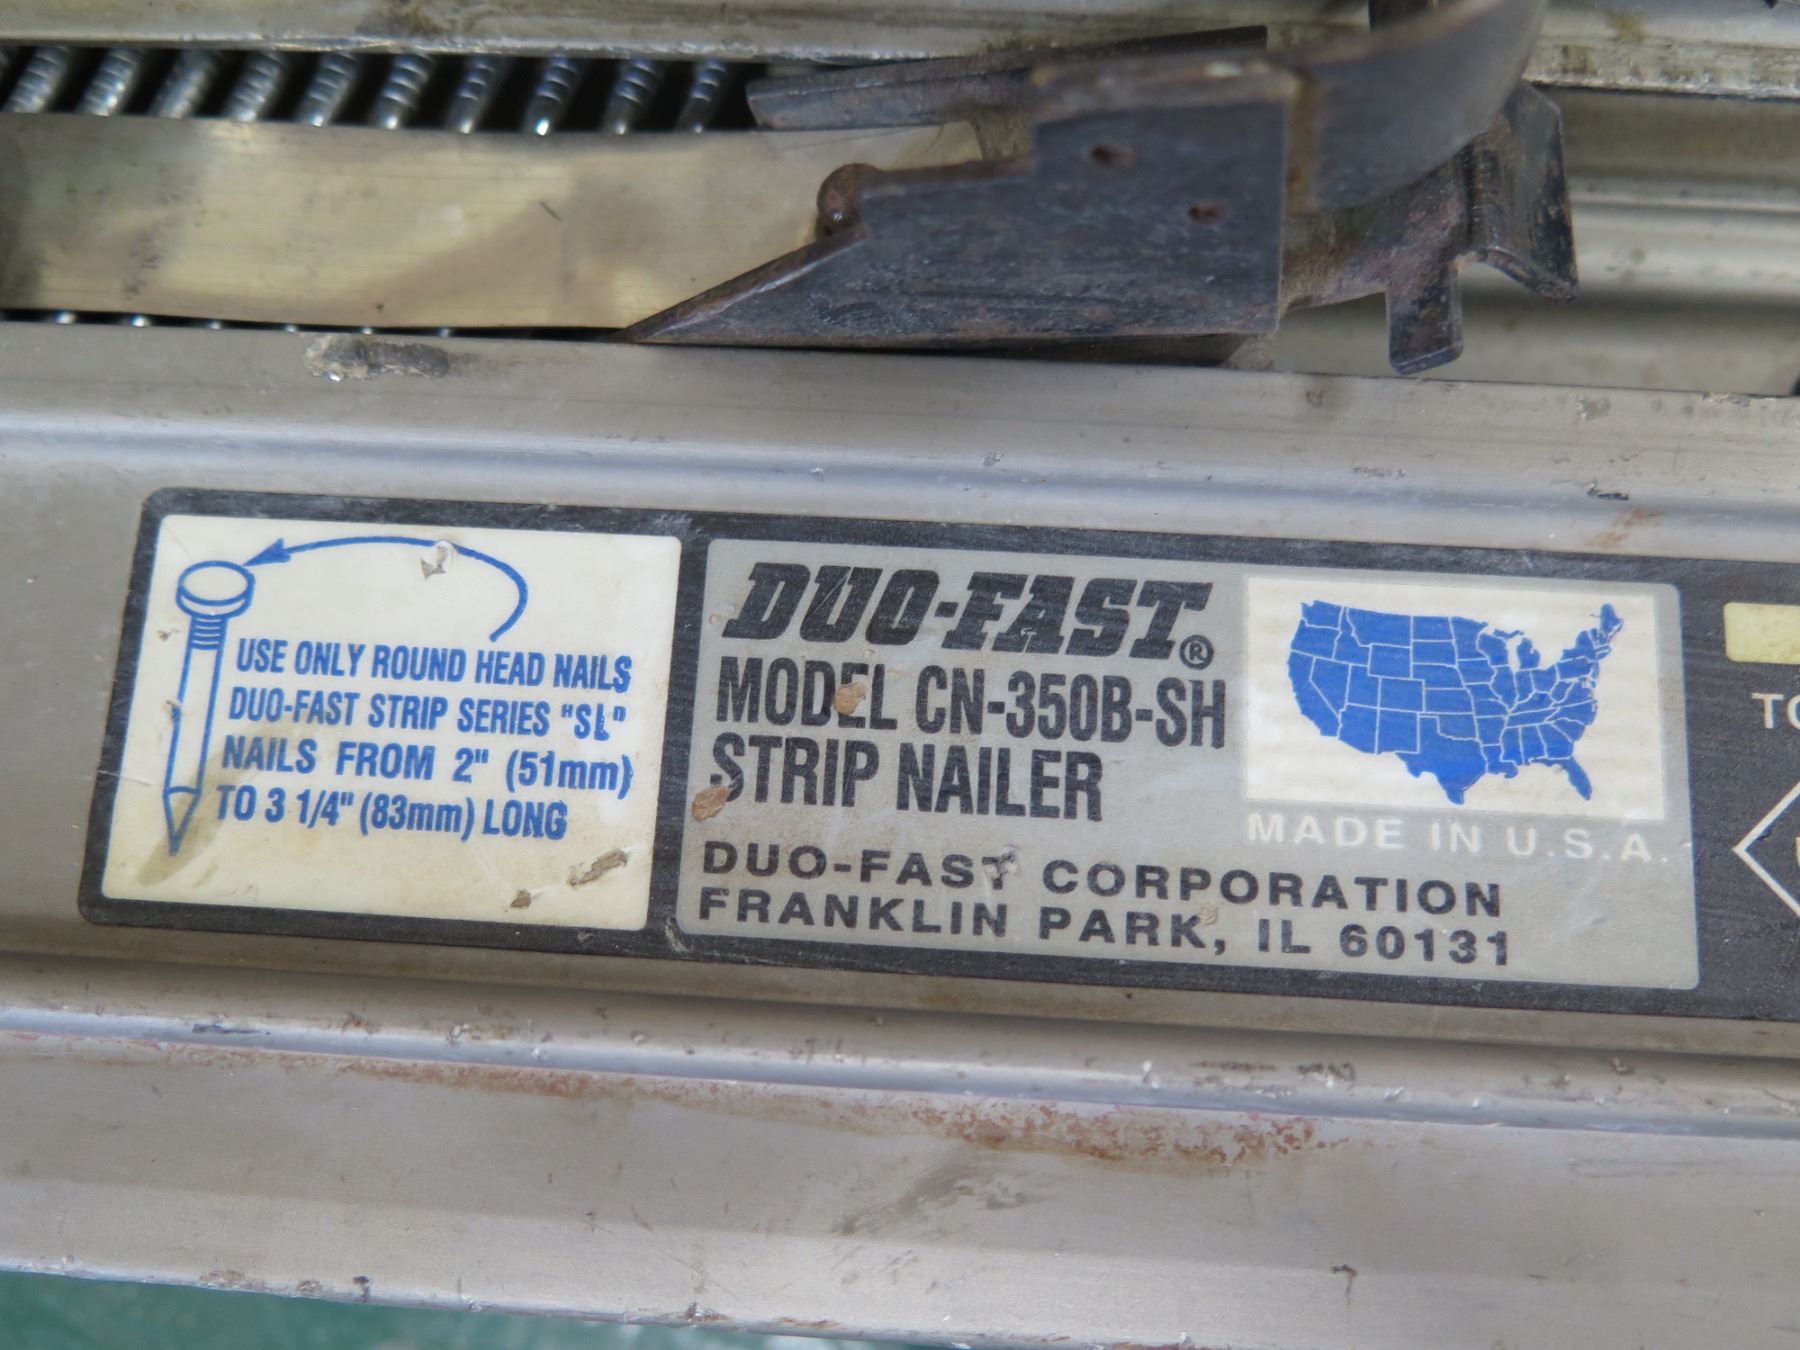 USE ONLY ROUND HEAD NAILS
DUO-FAST STRIP SERIES "SL"
NAILS FROM 2" (51mm)
TO 3 1/4" (83mm) LONG
DUO-FAST®
MODEL CN-350B-SH
STRIP NAILER
MADE IN U.S.A.
DUO-FAST CORPORATION
FRANKLIN PARK, IL 60131